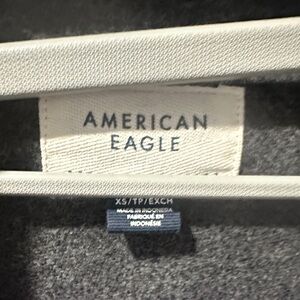 AMERICAN
EAGLE
XS/TP/EXCH
MADE IN INDONESIA
FABRIQUÉ EN
INDONÉSIE